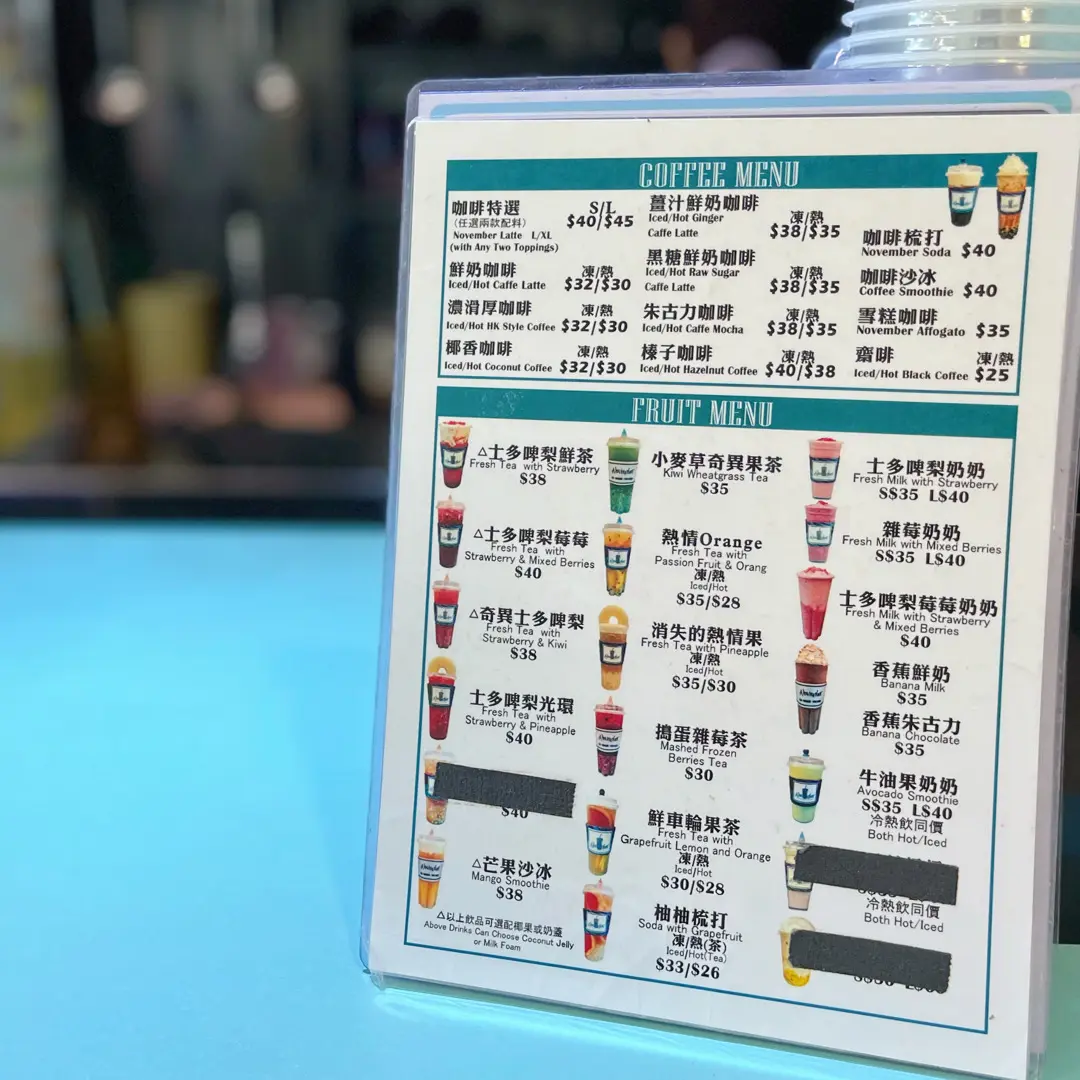 COFFEE MENU
咖啡特選 S/L
(任選兩款配料) $40/$45
November Latte L/XL
(with Any Two Toppings)
鮮奶咖啡 凍/熱
Iced/Hot Caffe Latte $32/$30
濃滑厚咖啡 凍/熱
Iced/Hot HK Style Coffee $32/$30
椰香咖啡 凍/熱
Iced/Hot Coconut Coffee $32/$30
薑汁鮮奶咖啡
Iced/Hot Ginger 凍/熱
Caffe Latte $38/$35
黑糖鮮奶咖啡
Iced/Hot Raw Sugar 凍/熱
Caffe Latte $38/$35
朱古力咖啡 凍/熱
Iced/Hot Caffe Mocha $38/$35
榛子咖啡 凍/熱
Iced/Hot Hazelnut Coffee $40/$38
咖啡梳打
November Soda $40
咖啡沙冰
Coffee Smoothie $40
雪糕咖啡
November Affogato $35
齋啡 凍/熱
Iced/Hot Black Coffee $25
FRUIT MENU
△士多啤梨鮮茶
Fresh Tea with Strawberry
$38
△士多啤梨莓莓
Fresh Tea with
Strawberry & Mixed Berries
$40
△奇異士多啤梨
Fresh Tea with
Strawberry & Kiwi
$38
士多啤梨光環
Fresh Tea with
Strawberry & Pineapple
$40
$40
△芒果沙冰
Mango Smoothie
$38
△以上飲品可選配椰果或奶蓋
Above Drinks Can Choose Coconut Jelly
or Milk Foam
小麥草奇異果茶
Kiwi Wheatgrass Tea
$35
熱情Orange
Fresh Tea with
Passion Fruit & Orang
凍/熱
Iced/Hot
$35/$28
消失的熱情果
Fresh Tea with Pineapple
凍/熱
Iced/Hot
$35/$30
搗蛋雜莓茶
Mashed Frozen
Berries Tea
$30
鮮車輪果茶
Fresh Tea with
Grapefruit Lemon and Orange
凍/熱
Iced/Hot
$30/$28
柚柚梳打
Soda with Grapefruit
凍/熱(茶)
Iced/Hot(Tea)
$33/$26
士多啤梨奶奶
Fresh Milk with Strawberry
S$35 L$40
雜莓奶奶
Fresh Milk with Mixed Berries
S$35 L$40
士多啤梨莓莓奶奶
Fresh Milk with Strawberry
& Mixed Berries
$40
香蕉鮮奶
Banana Milk
$35
香蕉朱古力
Banana Chocolate
$35
牛油果奶奶
Avocado Smoothie
S$35 L$40
冷熱飲同價
Both Hot/Iced
冷熱飲同價
Both Hot/Iced